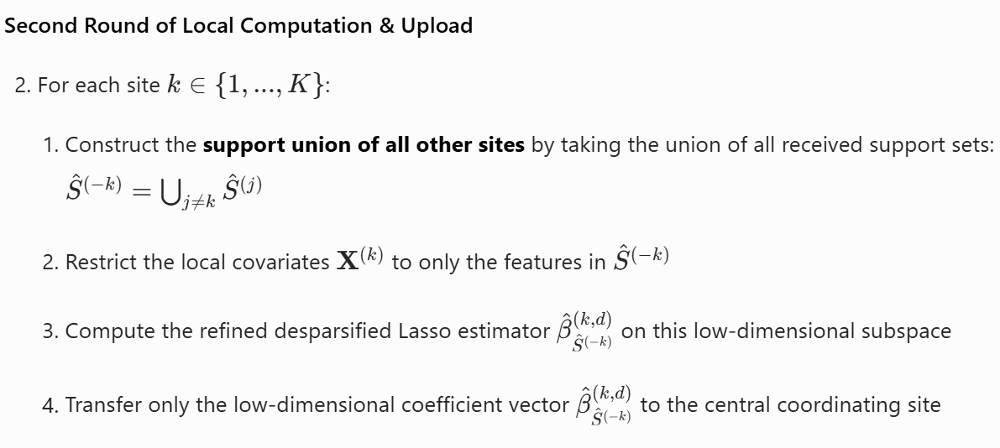 Second Round of Local Computation & Upload
2. For each site $k \in \{1, ..., K\}$:
1. Construct the support union of all other sites by taking the union of all received support sets:
$\hat{S}^{(-k)} = \bigcup_{j \neq k} \hat{S}^{(j)}$
2. Restrict the local covariates $\mathbf{X}^{(k)}$ to only the features in $\hat{S}^{(-k)}$
3. Compute the refined desparsified Lasso estimator $\hat{\beta}^{(k,d)}_{\hat{S}^{(-k)}}$ on this low-dimensional subspace
4. Transfer only the low-dimensional coefficient vector $\hat{\beta}^{(k,d)}_{\hat{S}^{(-k)}}$ to the central coordinating site